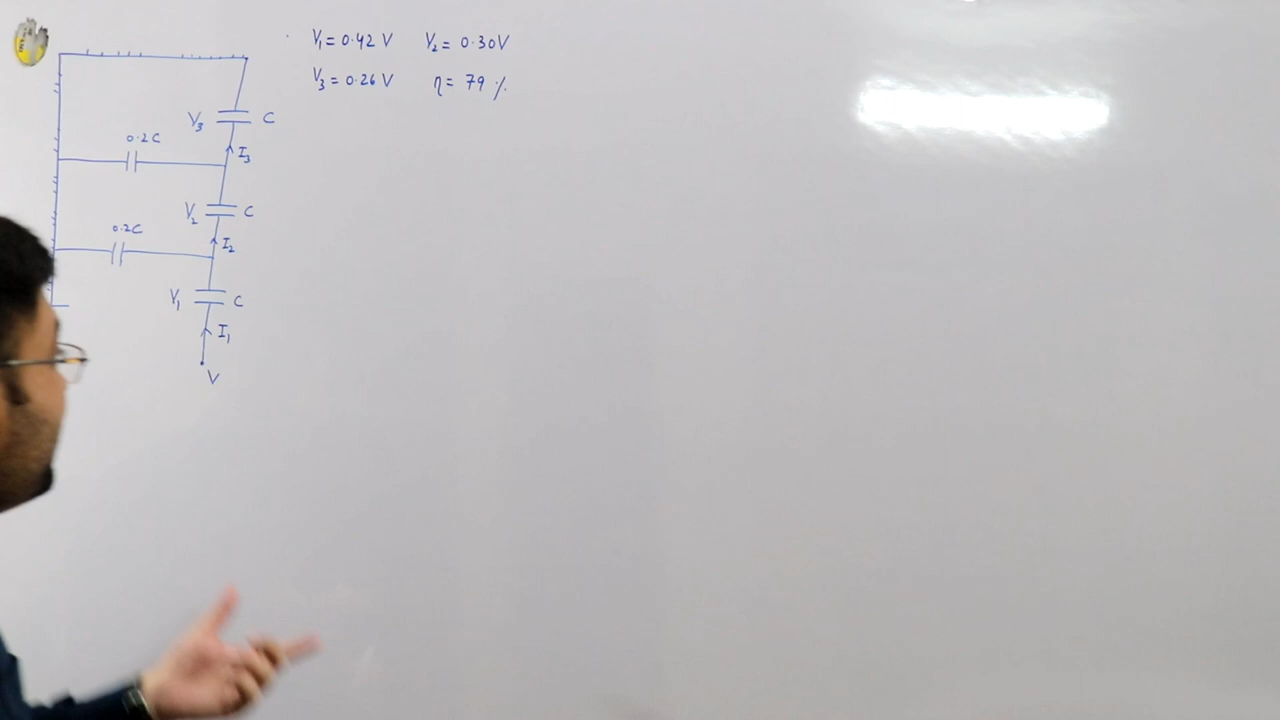 V₁ = 0.42 V V₂ = 0.30V
V₃ = 0.26 V η = 79 %
V₃ C
0.2C
I₃
V₂ C
0.2C
I₂
V₁ C
I₁
V